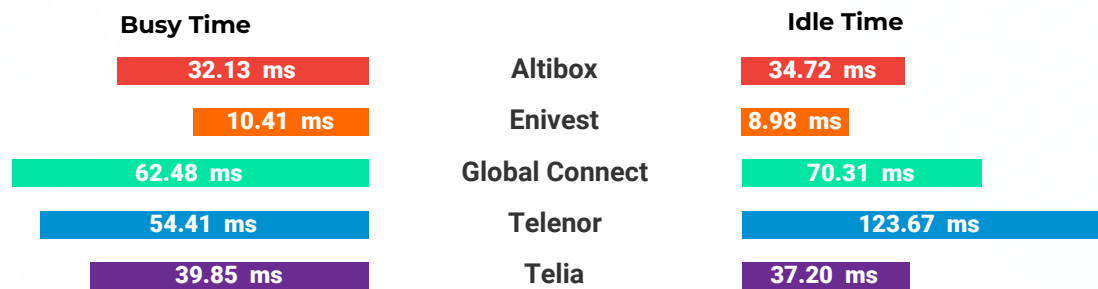 Busy Time Idle Time
32.13 ms Altibox 34.72 ms
10.41 ms Enivest 8.98 ms
62.48 ms Global Connect 70.31 ms
54.41 ms Telenor 123.67 ms
39.85 ms Telia 37.20 ms